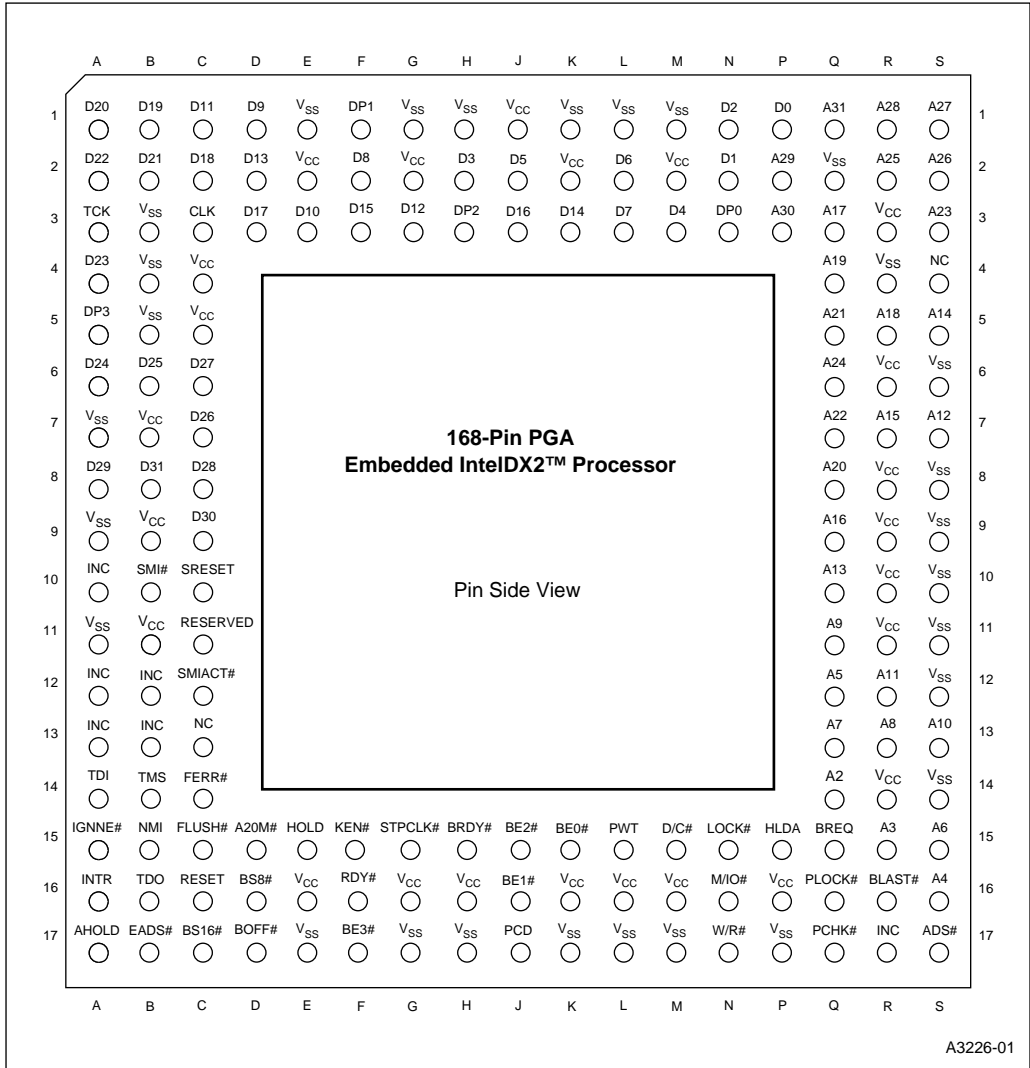 A B C D E F G H J K L M N P Q R S
D20 D19 D11 D9 VSS DP1 VSS VSS VCC VSS VSS VSS D2 D0 A31 A28 A27
1 1
D22 D21 D18 D13 VCC D8 VCC D3 D5 VCC D6 VCC D1 A29 VSS A25 A26
2 2
TCK VSS CLK D17 D10 D15 D12 DP2 D16 D14 D7 D4 DP0 A30 A17 VCC A23
3 3
D23 VSS VCC A19 VSS NC
4 4
DP3 VSS VCC A21 A18 A14
5 5
D24 D25 D27 A24 VCC VSS
6 6
VSS VCC D26 A22 A15 A12
7 7
168-Pin PGA
Embedded IntelDX2™ Processor
D29 D31 D28 A20 VCC VSS
8 8
VSS VCC D30 A16 VCC VSS
9 9
INC SMI# SRESET A13 VCC VSS
10 Pin Side View 10
VSS VCC RESERVED A9 VCC VSS
11 11
INC INC SMIACT# A5 A11 VSS
12 12
INC INC NC A7 A8 A10
13 13
TDI TMS FERR# A2 VCC VSS
14 14
IGNNE# NMI FLUSH# A20M# HOLD KEN# STPCLK# BRDY# BE2# BE0# PWT D/C# LOCK# HLDA BREQ A3 A6
15 15
INTR TDO RESET BS8# VCC RDY# VCC VCC BE1# VCC VCC VCC M/IO# VCC PLOCK# BLAST# A4
16 16
AHOLD EADS# BS16# BOFF# VSS BE3# VSS VSS PCD VSS VSS VSS W/R# VSS PCHK# INC ADS#
17 17
A B C D E F G H J K L M N P Q R S
A3226-01